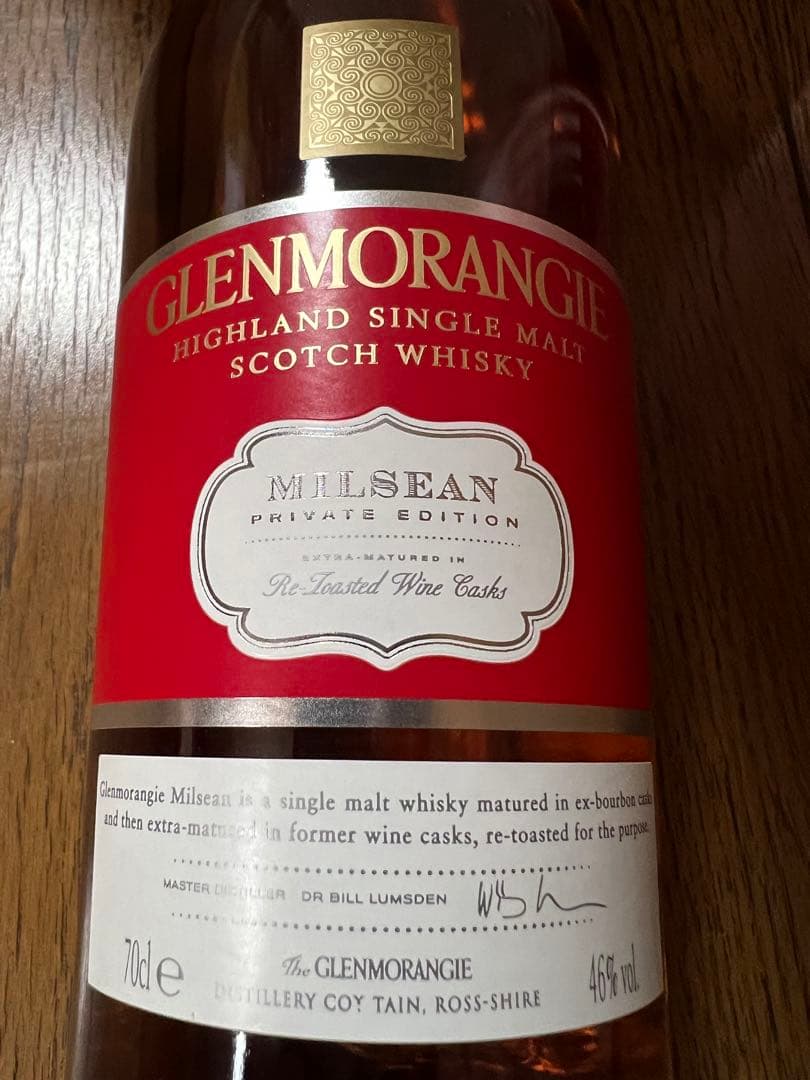 GLENMORANGIE
HIGHLAND SINGLE MALT
SCOTCH WHISKY
MILSEAN
PRIVATE EDITION
EXTRA-MATURED IN
Re-Toasted Wine Casks
Glenmorangie Milsean is a single malt whisky matured in ex-bourbon casks
and then extra-matured in former wine casks, re-toasted for the purpose.
MASTER DISTILLER DR BILL LUMSDEN
70cl e
The GLENMORANGIE
DISTILLERY COY TAIN, ROSS-SHIRE
46% vol.